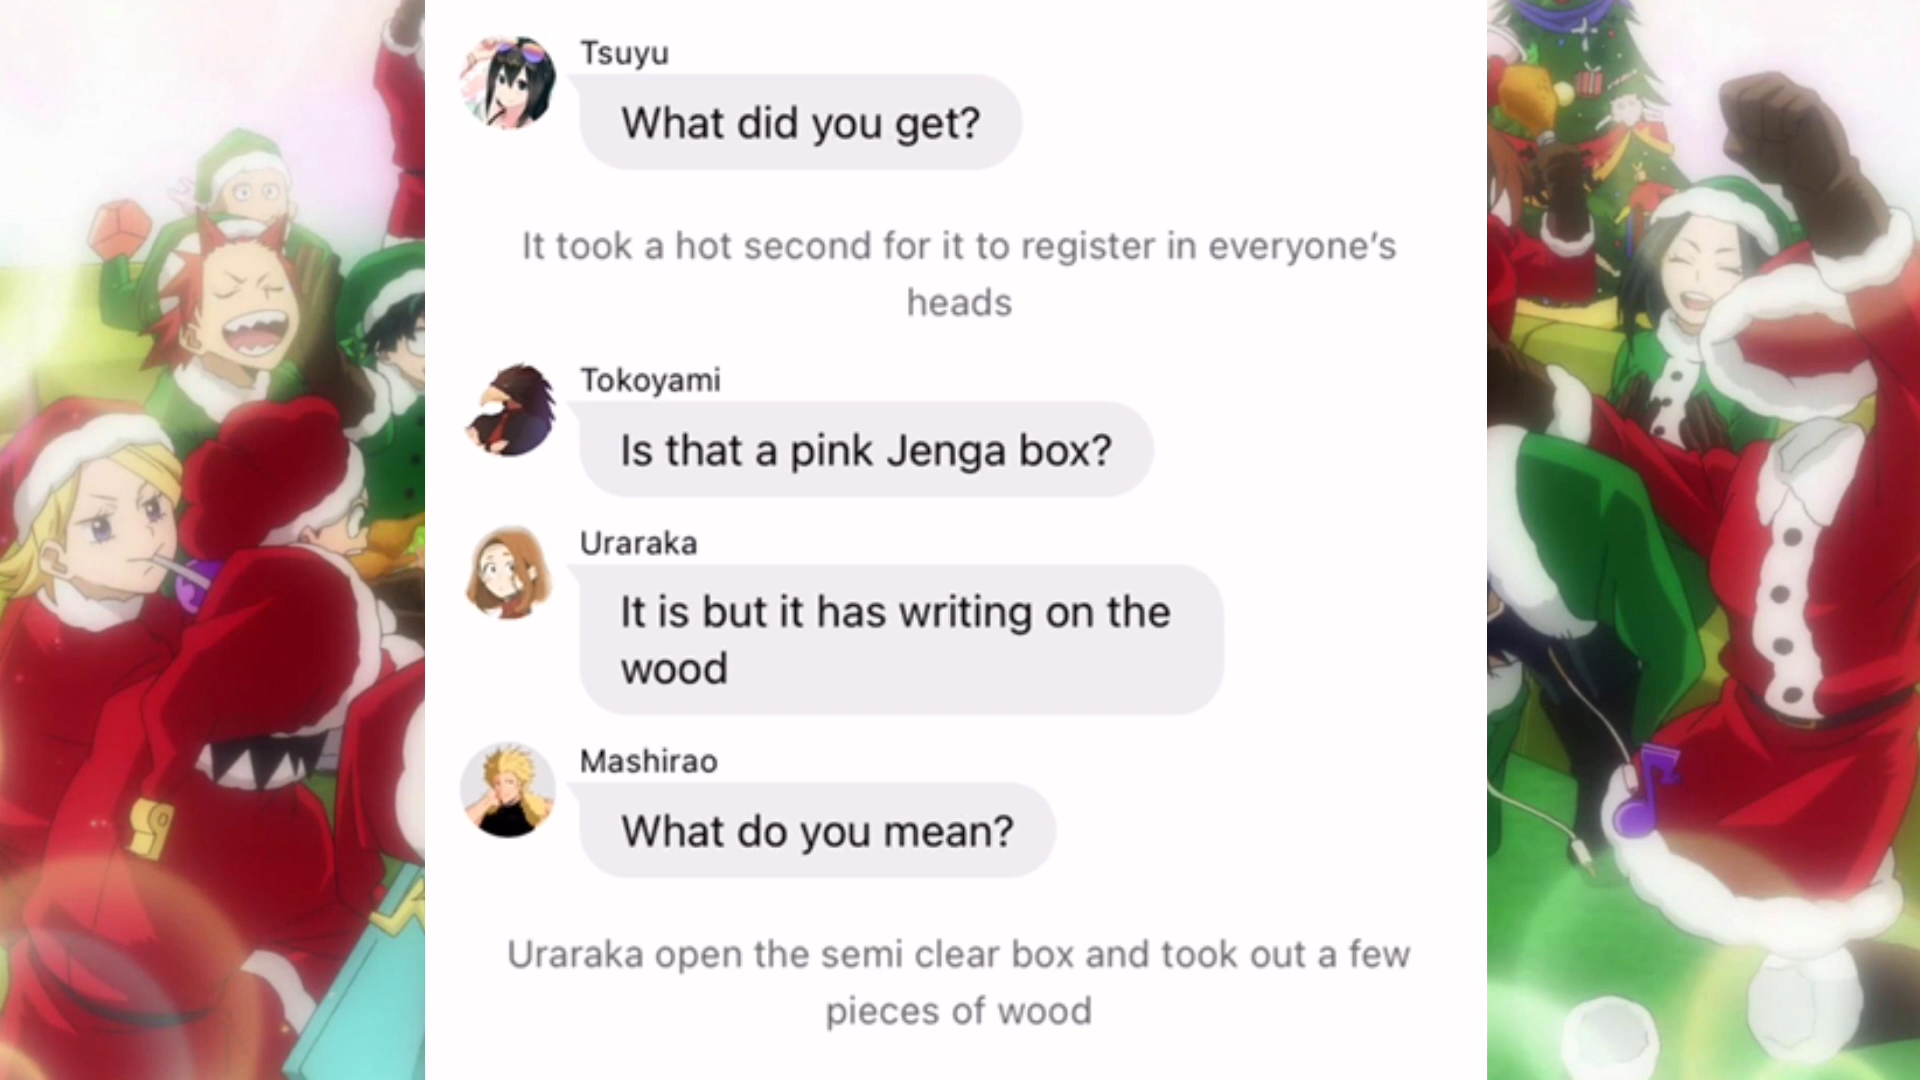 Tsuyu
What did you get?
It took a hot second for it to register in everyone's
heads
Tokoyami
Is that a pink Jenga box?
Uraraka
It is but it has writing on the
wood
Mashirao
What do you mean?
Uraraka open the semi clear box and took out a few
pieces of wood